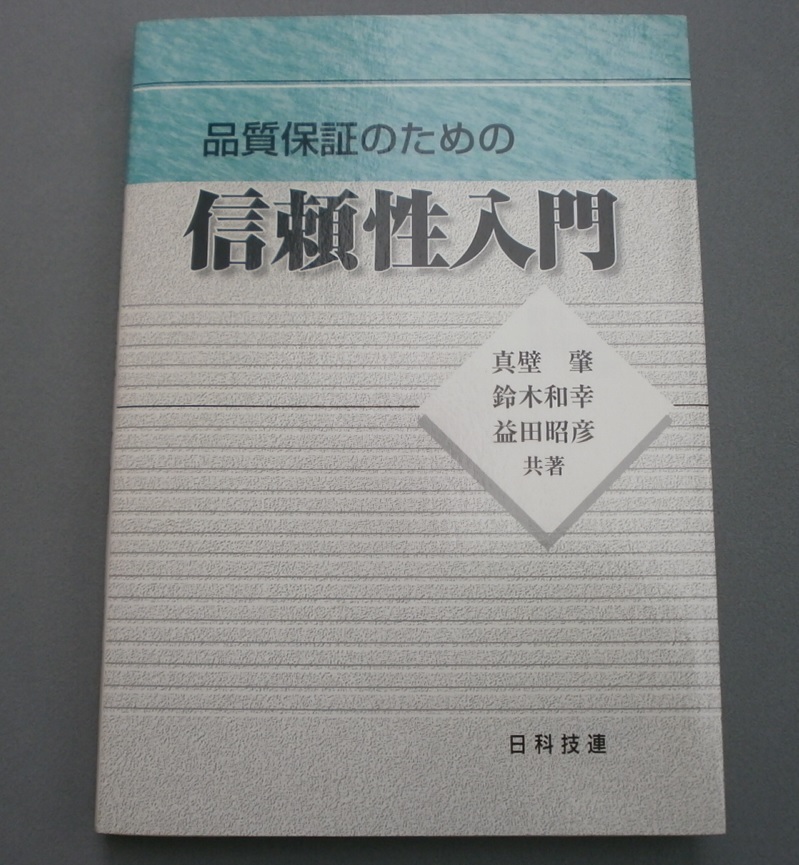 品質保証のための
信頼性入門
真壁 肇
鈴木和幸
益田昭彦
共著
日科技連